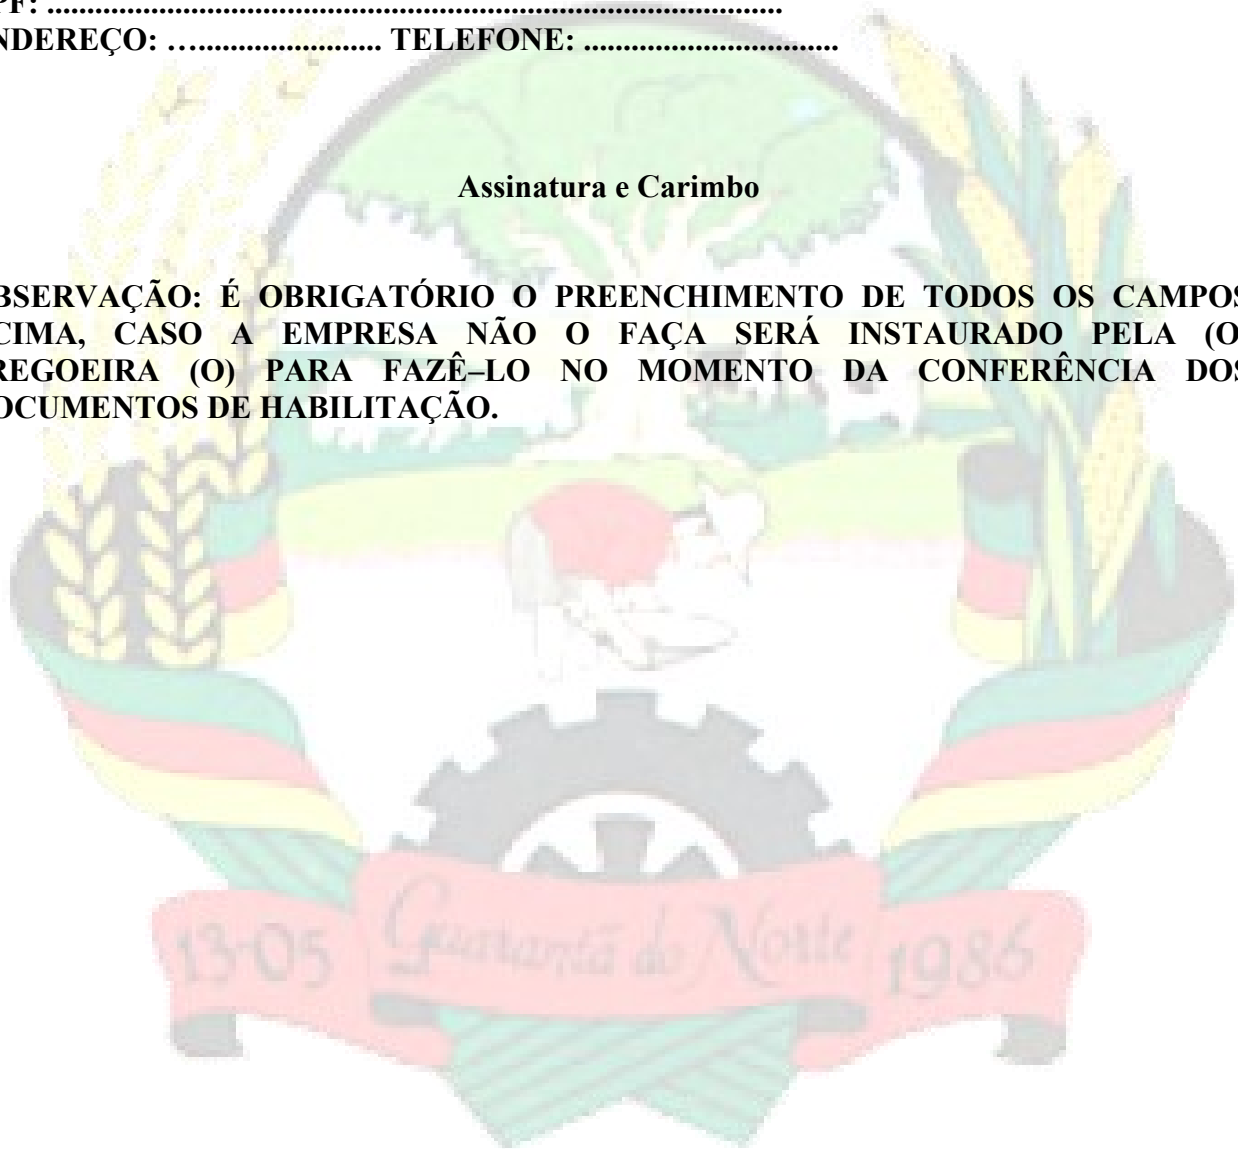 PF: ............................................................................................
NDEREÇO: …....................... TELEFONE: ................................
Assinatura e Carimbo
BSERVAÇÃO: É OBRIGATÓRIO O PREENCHIMENTO DE TODOS OS CAMPOS
CIMA, CASO A EMPRESA NÃO O FAÇA SERÁ INSTAURADO PELA (O
REGOEIRA (O) PARA FAZÊ–LO NO MOMENTO DA CONFERÊNCIA DOS
OCUMENTOS DE HABILITAÇÃO.
13-05 Guarantã do Norte 1986